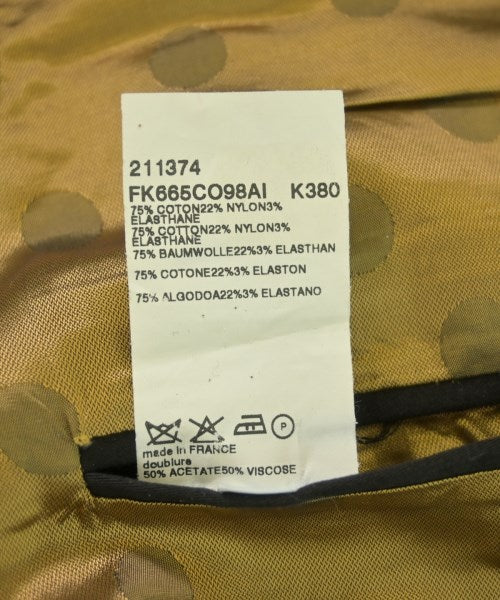 211374
FK665CO98AI K380
75% COTON22% NYLON3%
ELASTHANE
75% COTTON22% NYLON3%
ELASTHANE
75% BAUMWOLLE22%3% ELASTHAN
75% COTONE22%3% ELASTON
75% ALGODOA22%3% ELASTANO
P
made in FRANCE
doublure
50% ACETATE50% VISCOSE